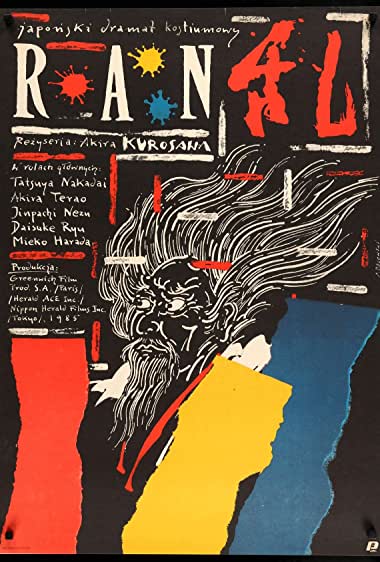 japoński dramat kostiumowy
RAN 乱
Reżyseria: Akira KUROSAWA
w rolach głównych:
Tatsuya Nakadai
Akira Terao
Jinpachi Nezu
Daisuke Ryu
Mieko Harada
Produkcja:
Greenwich Film
Prod S.A. /Paris/
/Herald ACE Inc/
Nippon Herald Films Inc.
/Tokyo/, 1985